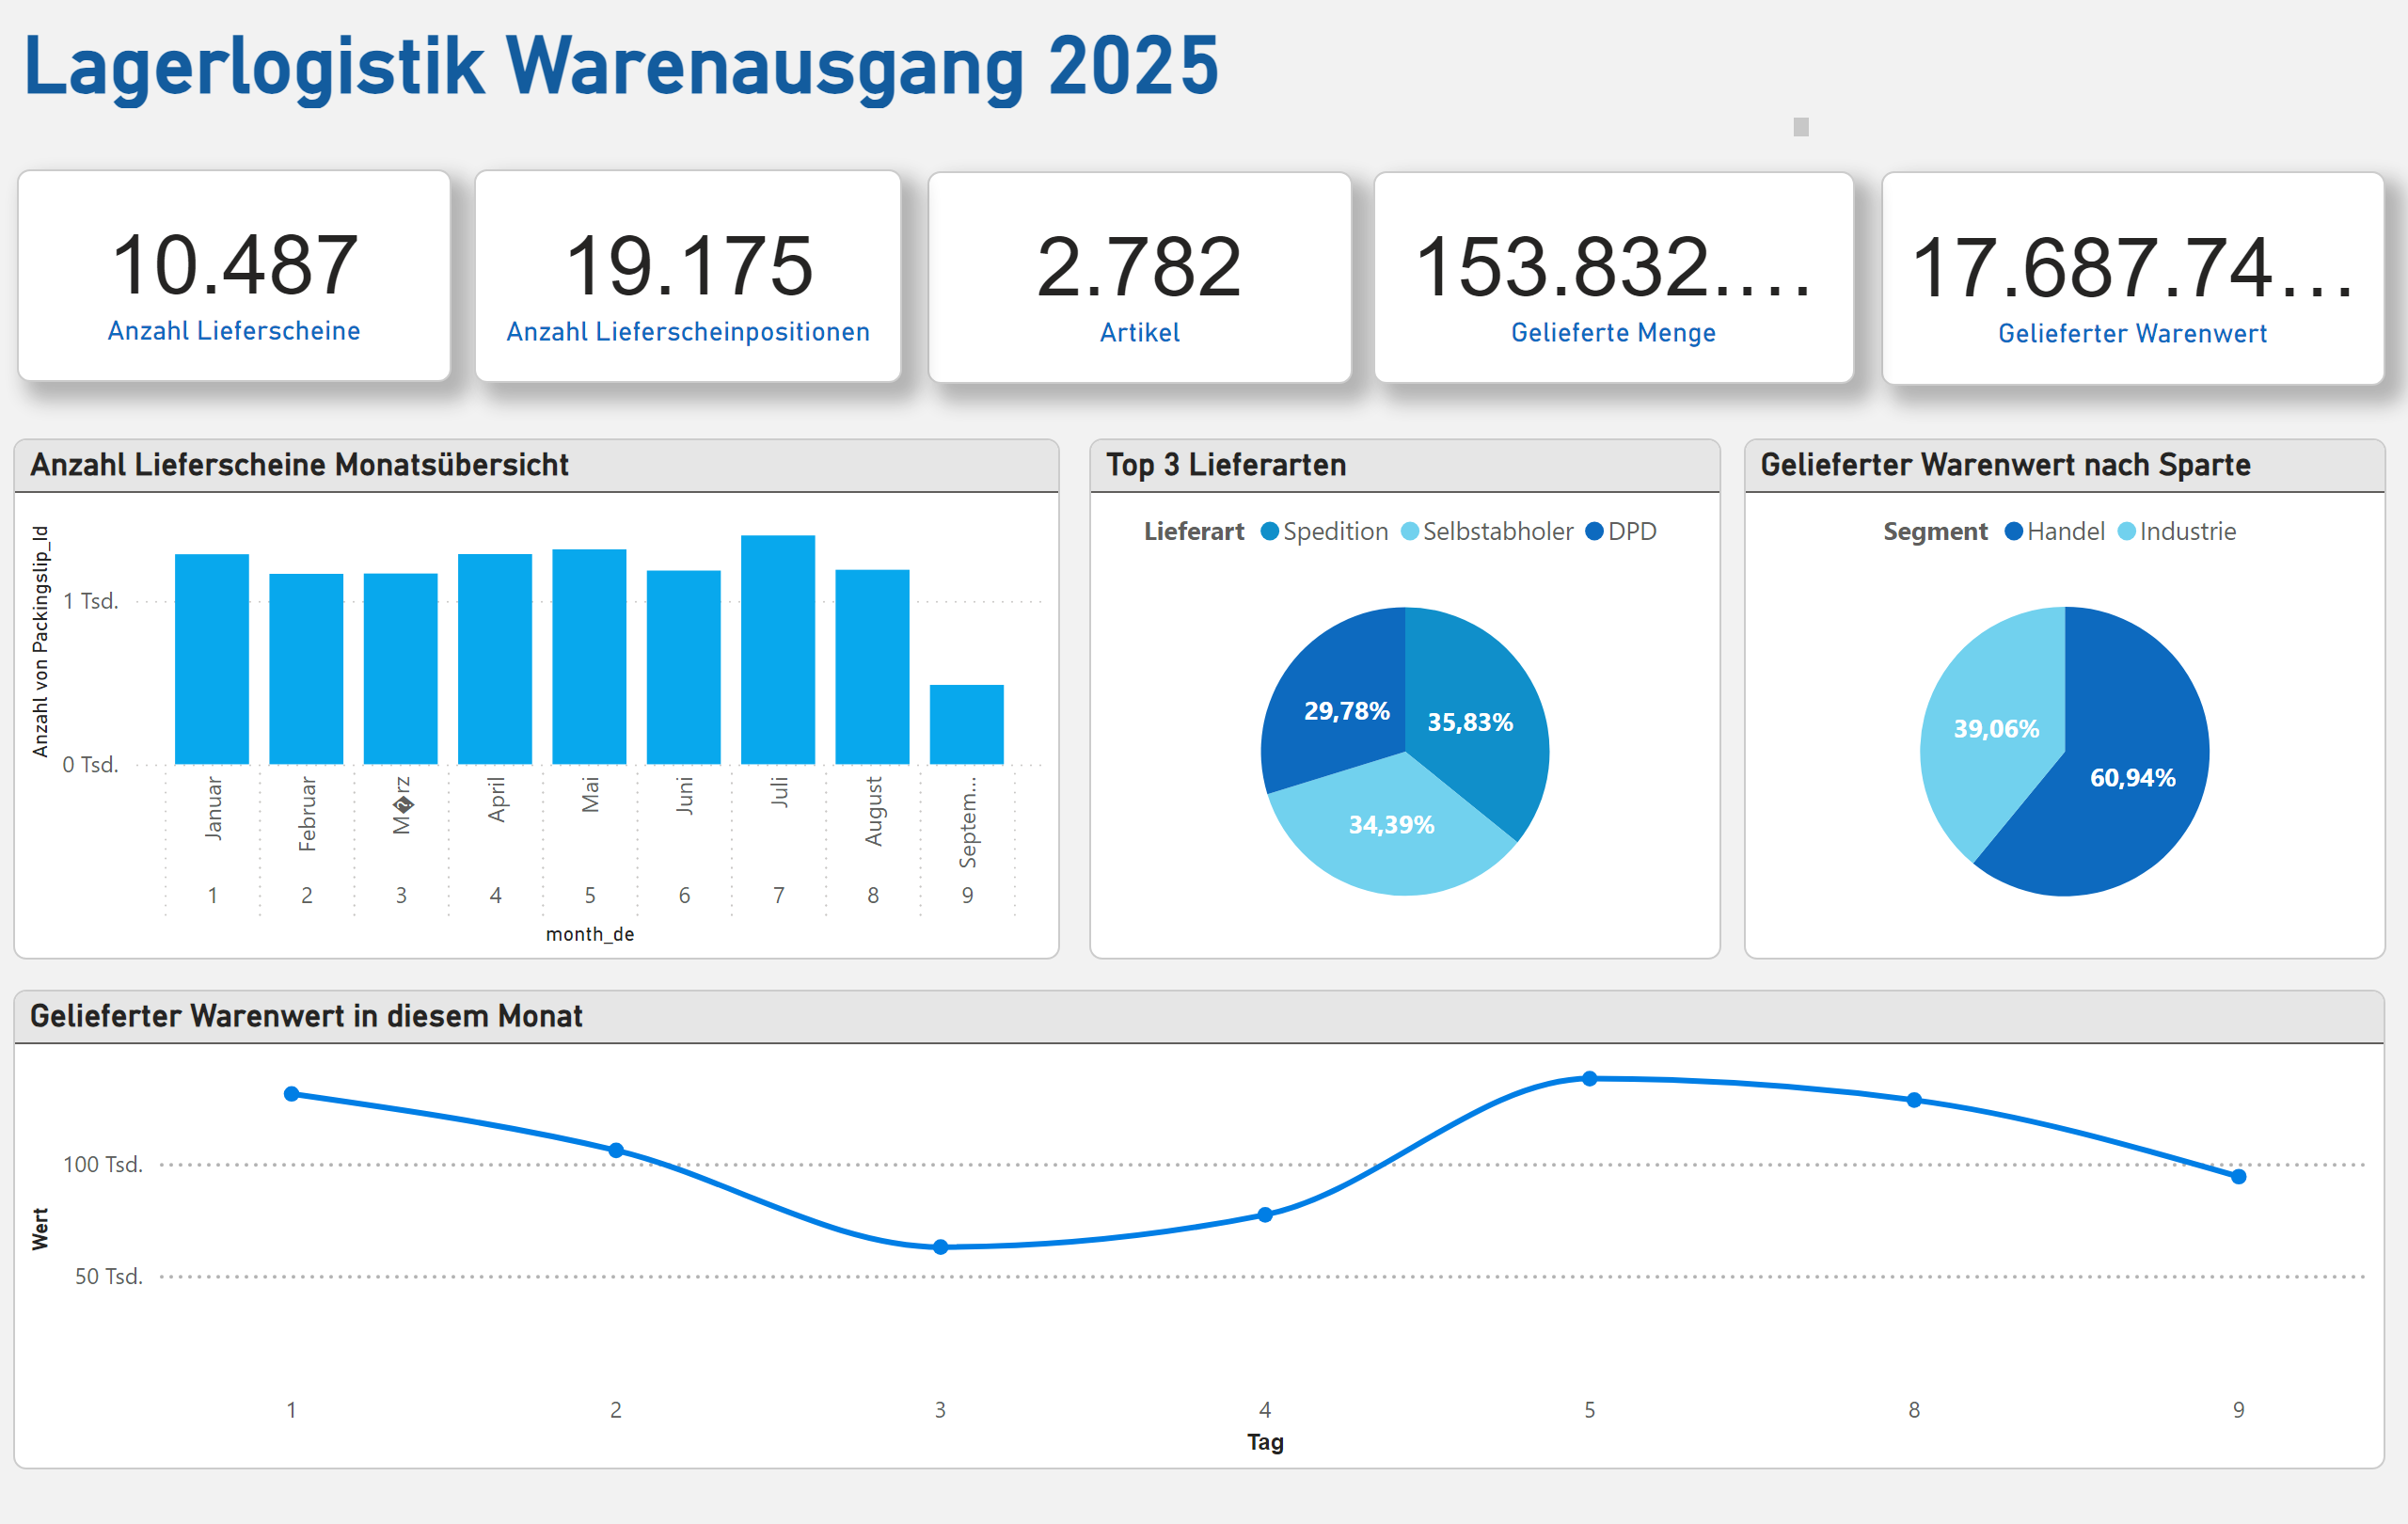 Lagerlogistik Warenausgang 2025
10.487
Anzahl Lieferscheine
19.175
Anzahl Lieferscheinpositionen
2.782
Artikel
153.832....
Gelieferte Menge
17.687.74...
Gelieferter Warenwert
Anzahl Lieferscheine Monatsübersicht
Anzahl von Packingslip_Id
1 Tsd.
0 Tsd.
Januar
Februar
M�rz
April
Mai
Juni
Juli
August
Septem...
1 2 3 4 5 6 7 8 9
month_de
Top 3 Lieferarten
Lieferart Spedition Selbstabholer DPD
29,78%
35,83%
34,39%
Gelieferter Warenwert nach Sparte
Segment Handel Industrie
39,06%
60,94%
Gelieferter Warenwert in diesem Monat
Wert
100 Tsd.
50 Tsd.
1 2 3 4 5 8 9
Tag